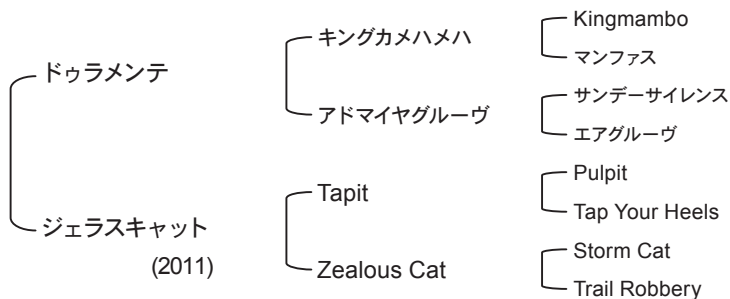 ドゥラメンテ
キングカメハメハ
Kingmambo
マンファス
アドマイヤグルーヴ
サンデーサイレンス
エアグルーヴ
ジェラスキャット
(2011)
Tapit
Pulpit
Tap Your Heels
Zealous Cat
Storm Cat
Trail Robbery